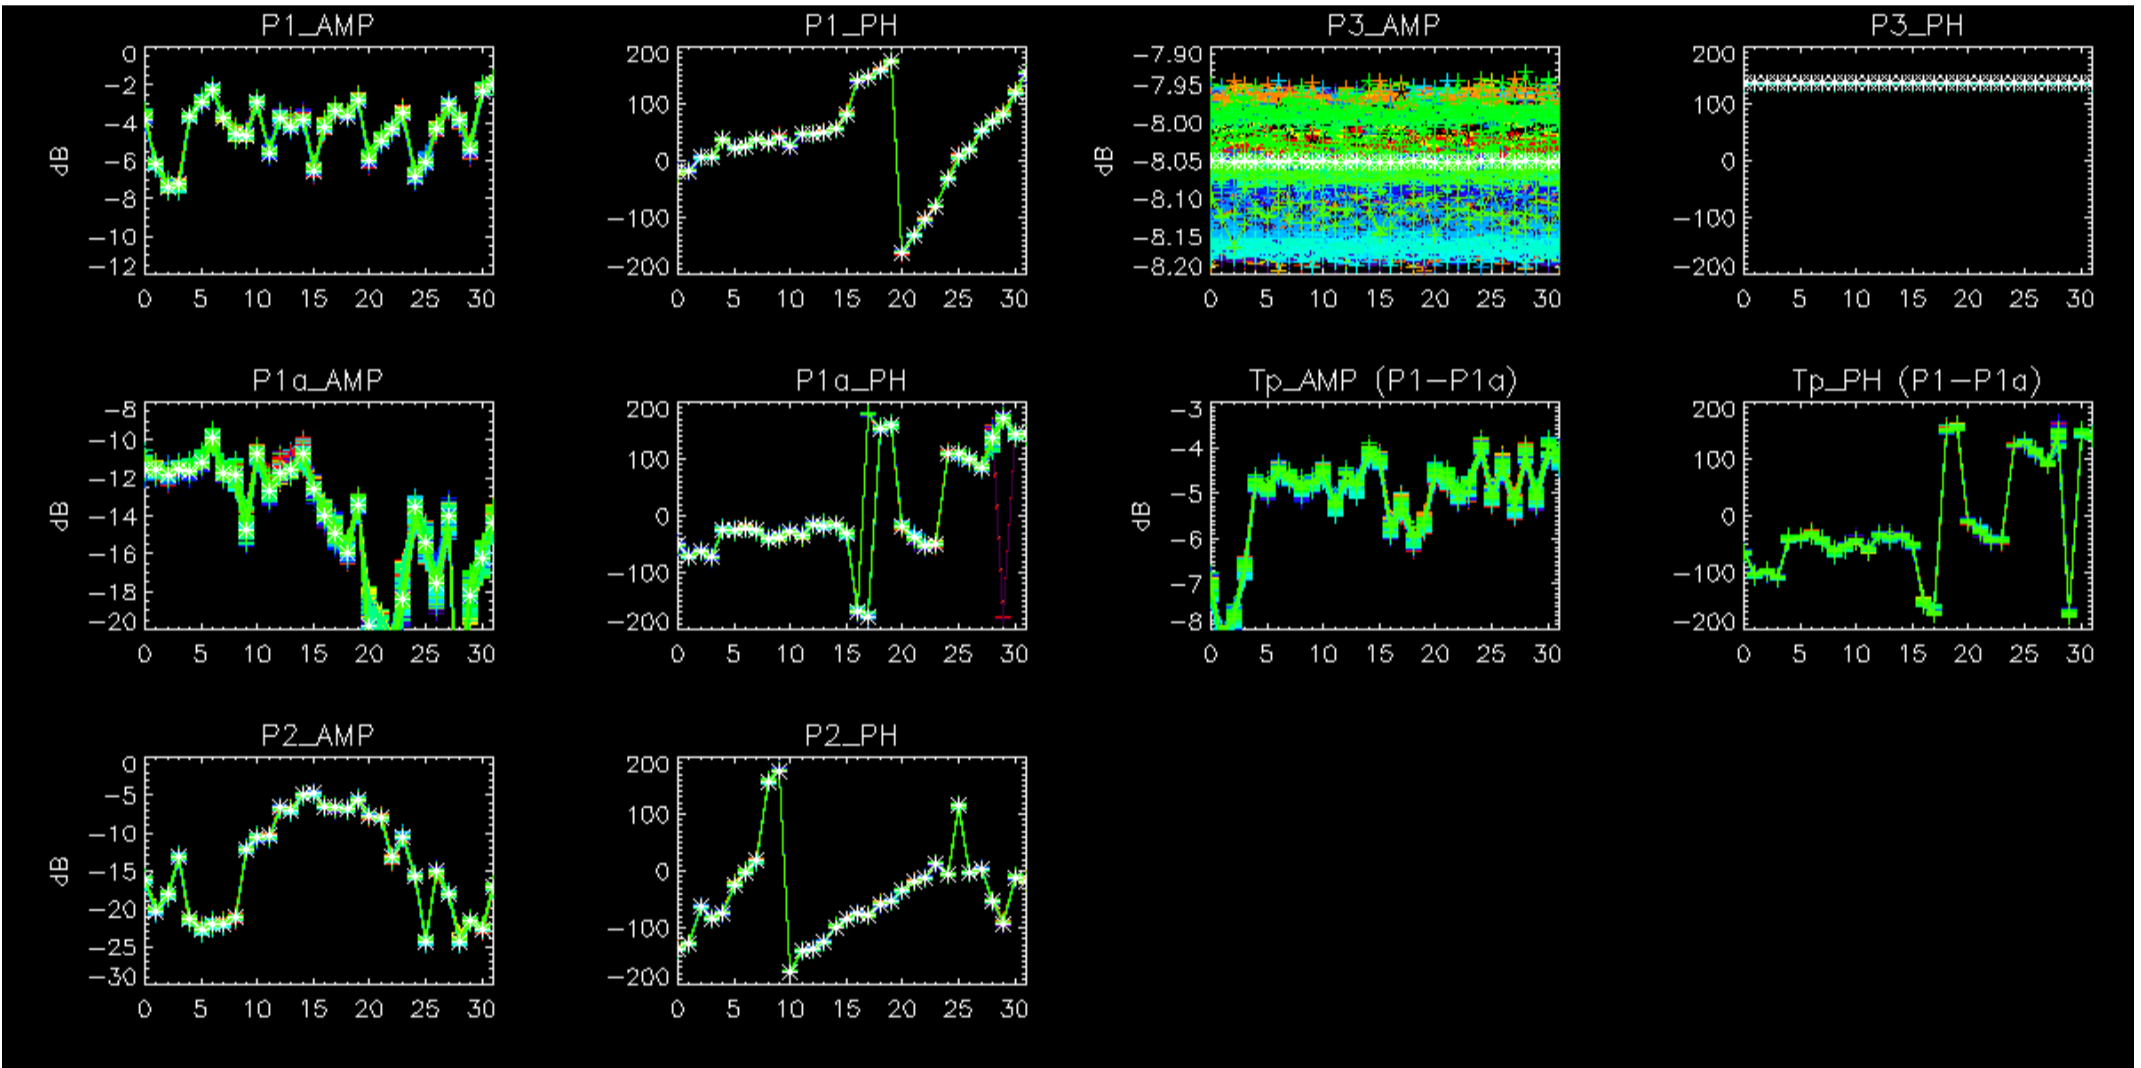 P1_AMP
0
−2
−4
−6
−8
−10
−12
dB
0 5 10 15 20 25 30
P1_PH
200
100
0
−100
−200
0 5 10 15 20 25 30
P3_AMP
−7.90
−7.95
−8.00
−8.05
−8.10
−8.15
−8.20
dB
0 5 10 15 20 25 30
P3_PH
200
100
0
−100
−200
0 5 10 15 20 25 30
P1a_AMP
−8
−10
−12
−14
−16
−18
−20
dB
0 5 10 15 20 25 30
P1a_PH
200
100
0
−100
−200
0 5 10 15 20 25 30
Tp_AMP (P1−P1a)
−3
−4
−5
−6
−7
−8
dB
0 5 10 15 20 25 30
Tp_PH (P1−P1a)
200
100
0
−100
−200
0 5 10 15 20 25 30
P2_AMP
0
−5
−10
−15
−20
−25
−30
dB
0 5 10 15 20 25 30
P2_PH
200
100
0
−100
−200
0 5 10 15 20 25 30